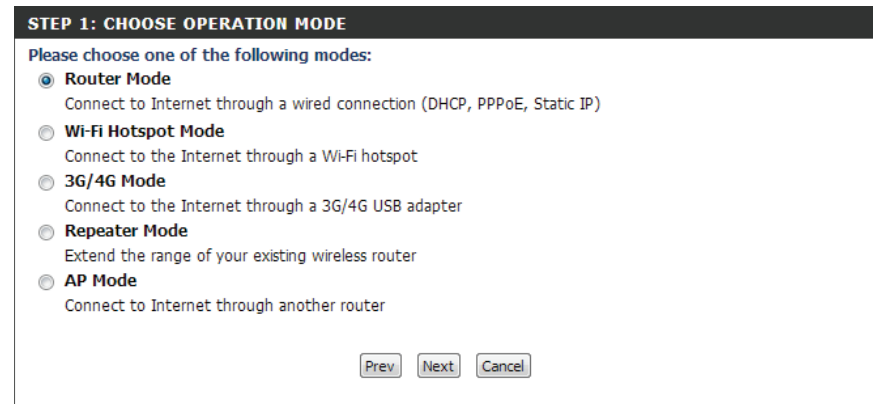 STEP 1: CHOOSE OPERATION MODE
Please choose one of the following modes:
Router Mode
Connect to Internet through a wired connection (DHCP, PPPoE, Static IP)
Wi-Fi Hotspot Mode
Connect to the Internet through a Wi-Fi hotspot
3G/4G Mode
Connect to the Internet through a 3G/4G USB adapter
Repeater Mode
Extend the range of your existing wireless router
AP Mode
Connect to Internet through another router
Prev Next Cancel